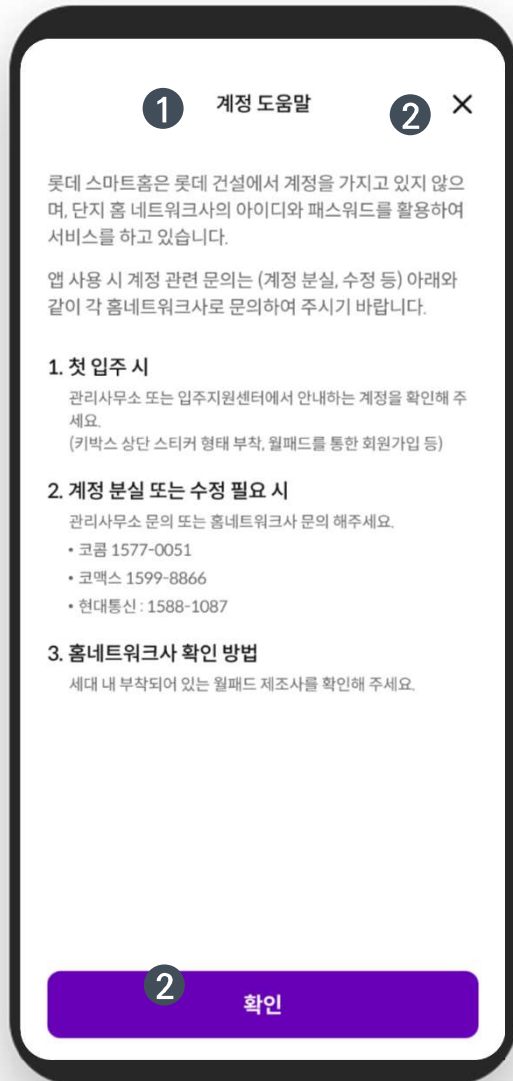 1 계정 도움말 2 ×
롯데 스마트홈은 롯데 건설에서 계정을 가지고 있지 않으
며, 단지 홈 네트워크사의 아이디와 패스워드를 활용하여
서비스를 하고 있습니다.
앱 사용 시 계정 관련 문의는 (계정 분실, 수정 등) 아래와
같이 각 홈네트워크사로 문의하여 주시기 바랍니다.
1. 첫 입주 시
관리사무소 또는 입주지원센터에서 안내하는 계정을 확인해 주
세요.
(키박스 상단 스티커 형태 부착, 월패드를 통한 회원가입 등)
2. 계정 분실 또는 수정 필요 시
관리사무소 문의 또는 홈네트워크사 문의 해주세요.
• 코콤 1577-0051
• 코맥스 1599-8866
• 현대통신 : 1588-1087
3. 홈네트워크사 확인 방법
세대 내 부착되어 있는 월패드 제조사를 확인해 주세요.
2 확인